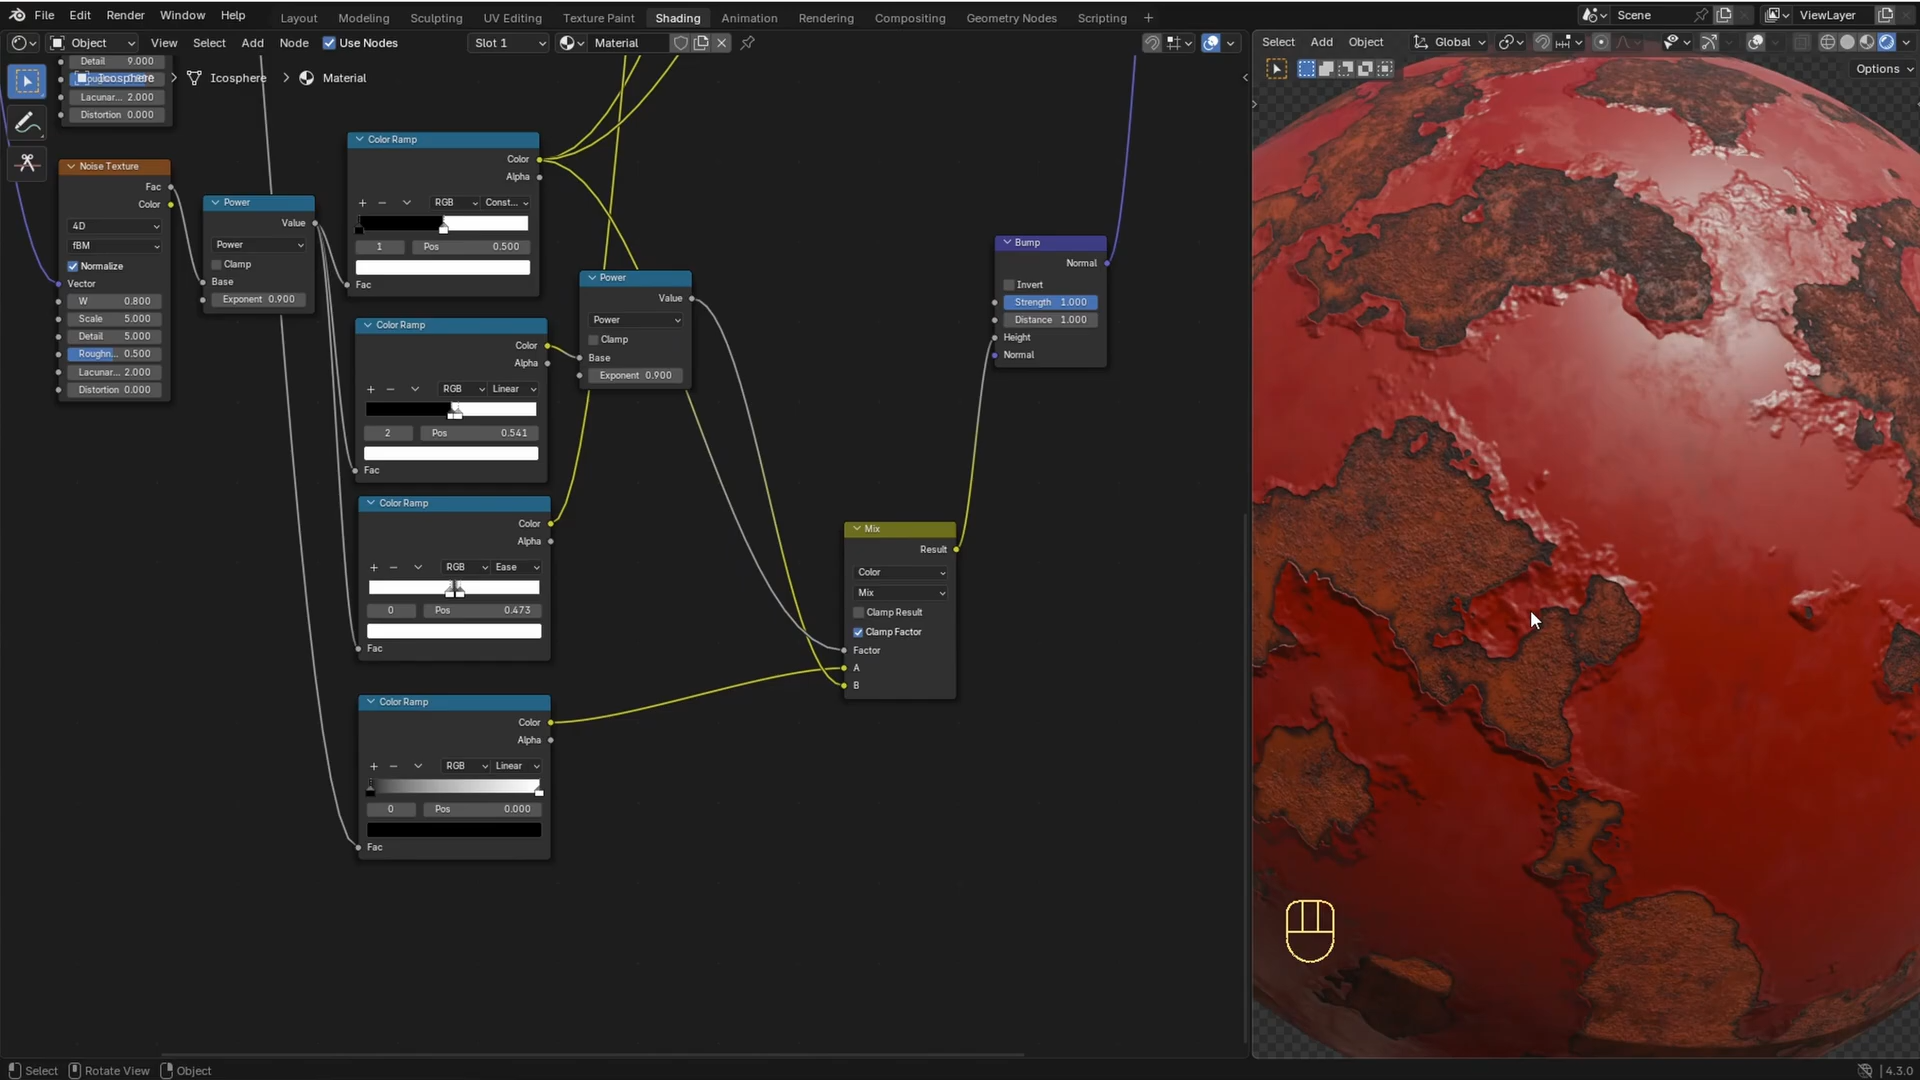 File Edit Render Window Help Layout Modeling Sculpting UV Editing Texture Paint Shading Animation Rendering Compositing Geometry Nodes Scripting + Scene ViewLayer
Object View Select Add Node Use Nodes Slot 1 Material
Select Add Object Global
Options
Icosphere > Icosphere > Material
Detail 9.000
Lacunar... 2.000
Distortion 0.000
Noise Texture
Fac
Color
4D
fBM
Normalize
Vector
W 0.800
Scale 5.000
Detail 5.000
Roughn... 0.500
Lacunar... 2.000
Distortion 0.000
Power
Value
Power
Clamp
Base
Exponent 0.900
Color Ramp
Color
Alpha
RGB Const...
1 Pos 0.500
Fac
Color Ramp
Color
Alpha
RGB Linear
2 Pos 0.541
Fac
Color Ramp
Color
Alpha
RGB Ease
0 Pos 0.473
Fac
Color Ramp
Color
Alpha
RGB Linear
0 Pos 0.000
Fac
Power
Value
Power
Clamp
Base
Exponent 0.900
Mix
Result
Color
Mix
Clamp Result
Clamp Factor
Factor
A
B
Bump
Normal
Invert
Strength 1.000
Distance 1.000
Height
Normal
Select Rotate View Object 4.3.0